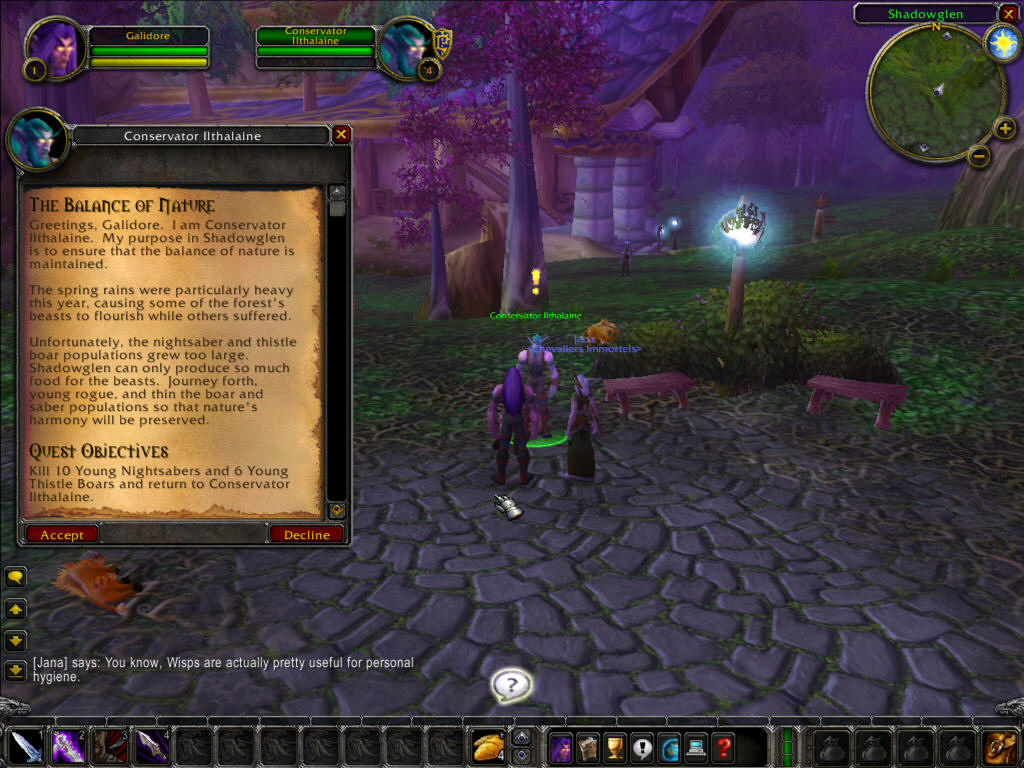 Galidore
1
Conservator
Ilthalaine
4
Shadowglen
N
Conservator Ilthalaine
The Balance of Nature
Greetings, Galidore. I am Conservator
Ilthalaine. My purpose in Shadowglen
is to ensure that the balance of nature is
maintained.
The spring rains were particularly heavy
this year, causing some of the forest's
beasts to flourish while others suffered.
Unfortunately, the nightsaber and thistle
boar populations grew too large.
Shadowglen can only produce so much
food for the beasts. Journey forth,
young rogue, and thin the boar and
saber populations so that nature's
harmony will be preserved.
Quest Objectives
Kill 10 Young Nightsabers and 6 Young
Thistle Boars and return to Conservator
Ilthalaine.
Accept
Decline
Conservator Ilthalaine
Jana
<Chevaliers Immortels>
[Jana] says: You know, Wisps are actually pretty useful for personal
hygiene.
?
2
4
4